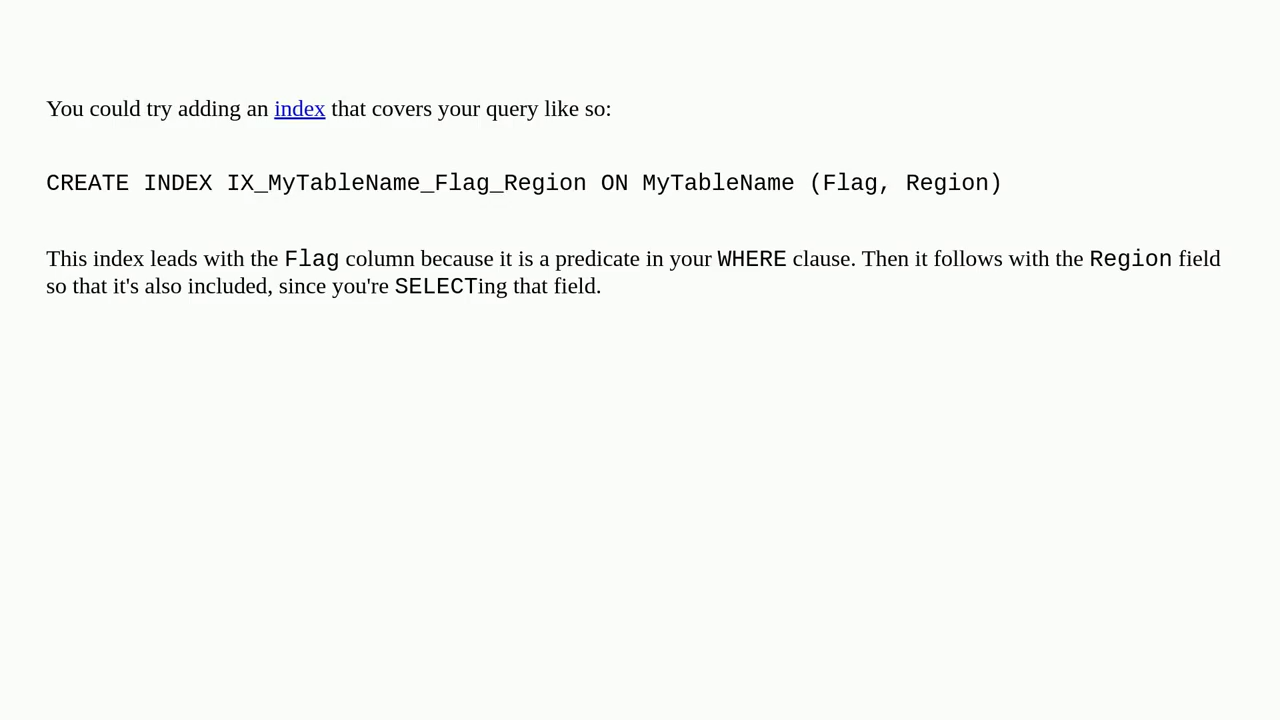 You could try adding an index that covers your query like so:
CREATE INDEX IX_MyTableName_Flag_Region ON MyTableName (Flag, Region)
This index leads with the Flag column because it is a predicate in your WHERE clause. Then it follows with the Region field
so that it's also included, since you're SELECTing that field.